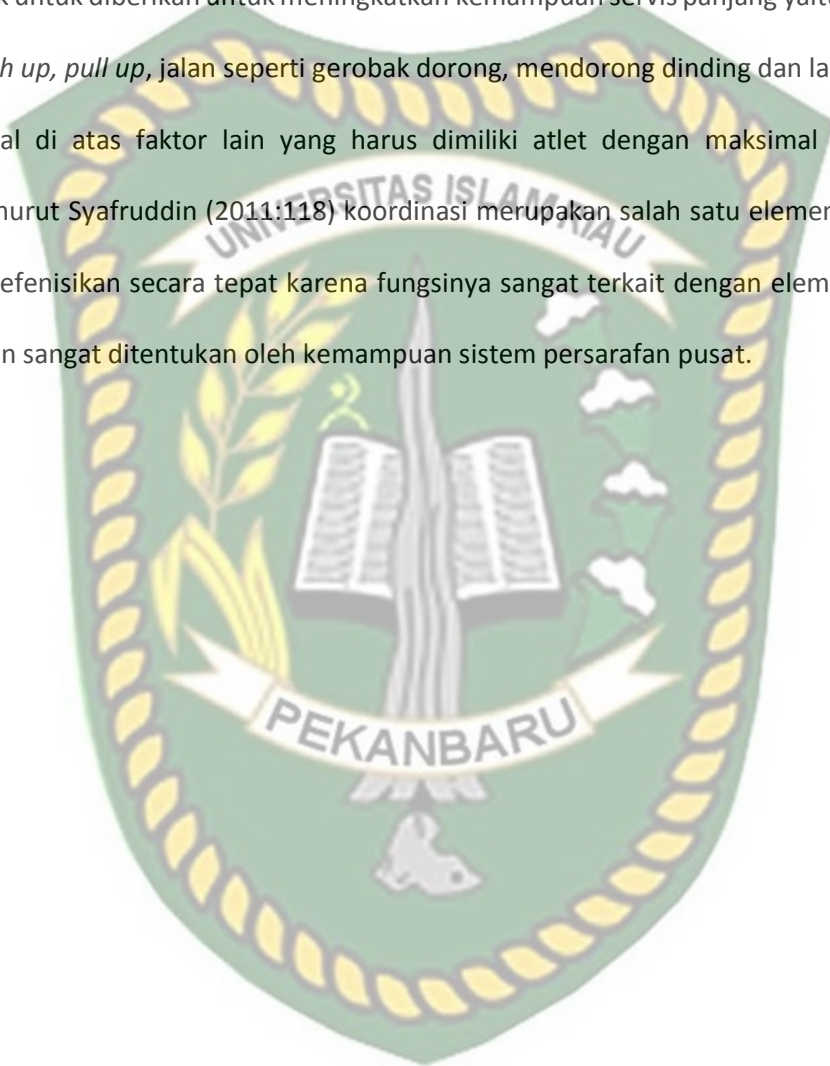 k untuk diberikan untuk meningkatkan kemampuan servis panjang yaitu
h up, pull up, jalan seperti gerobak dorong, mendorong dinding dan la
al di atas faktor lain yang harus dimiliki atlet dengan maksimal
nurut Syafruddin (2011:118) koordinasi merupakan salah satu elemen
efenisikan secara tepat karena fungsinya sangat terkait dengan elem
n sangat ditentukan oleh kemampuan sistem persarafan pusat.
UNIVERSITAS ISLAM RIAU
PEKANBARU